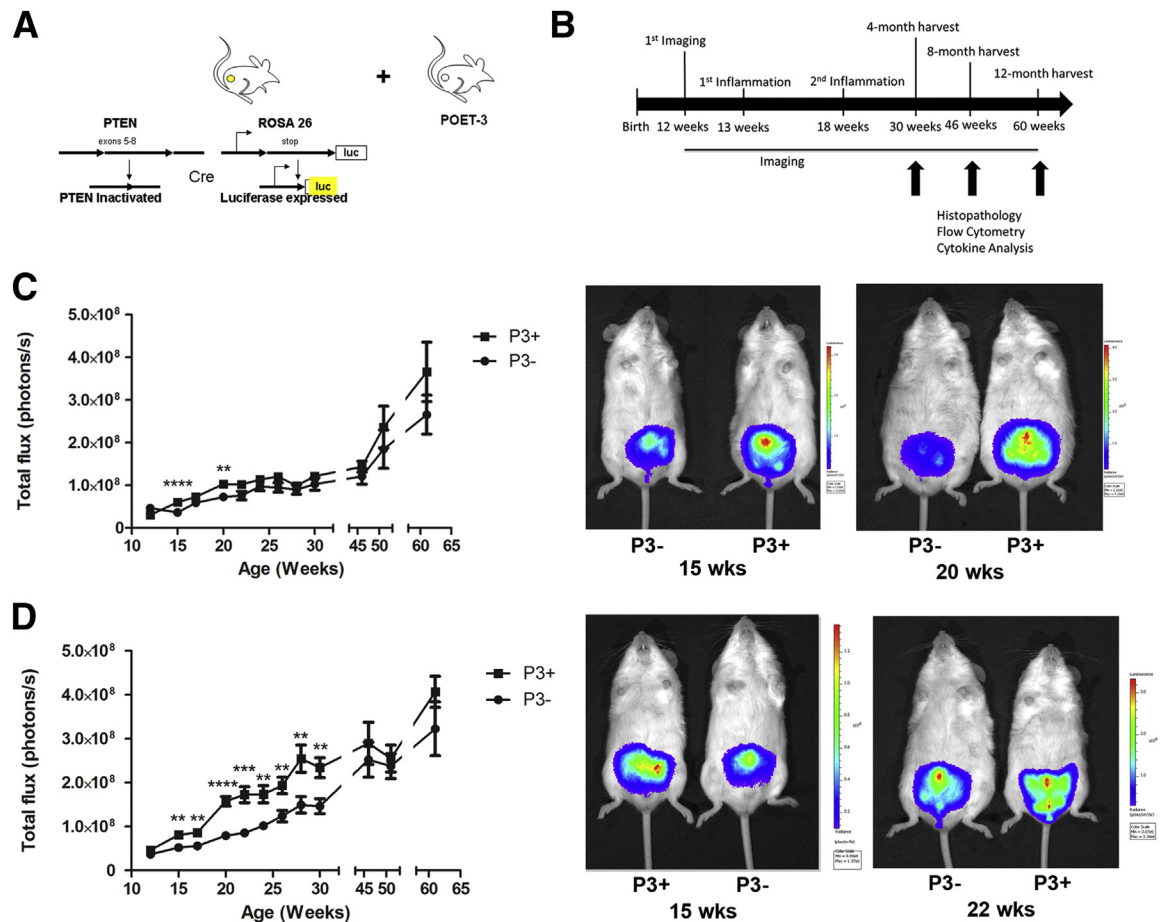 A
PTEN
exons 5-8
PTEN Inactivated
Cre
ROSA 26
stop
luc
luc
Luciferase expressed
+
POET-3
B
1st Imaging
1st Inflammation
2nd Inflammation
4-month harvest
8-month harvest
12-month harvest
Birth 12 weeks 13 weeks 18 weeks 30 weeks 46 weeks 60 weeks
Imaging
Histopathology
Flow Cytometry
Cytokine Analysis
C
Total flux (photons/s)
5.0×10⁸
4.0×10⁸
3.0×10⁸
2.0×10⁸
1.0×10⁸
0
**** **
10 15 20 25 30 45 50 60 65
Age (Weeks)
P3+
P3-
P3- P3+
15 wks
P3- P3+
20 wks
D
Total flux (photons/s)
5.0×10⁸
4.0×10⁸
3.0×10⁸
2.0×10⁸
1.0×10⁸
0
** ** **** *** ** ** ** **
10 15 20 25 30 45 50 60 65
Age (Weeks)
P3+
P3-
P3+ P3-
15 wks
P3- P3+
22 wks